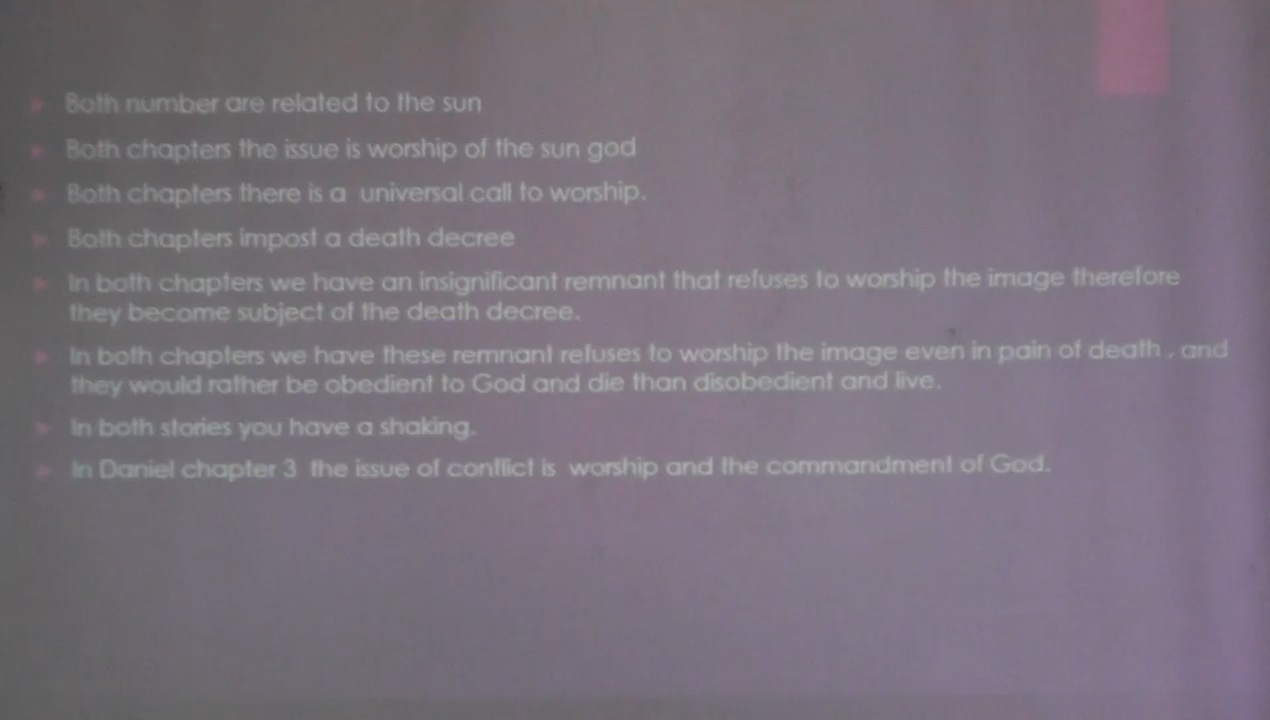 Both number are related to the sun
Both chapters the issue is worship of the sun god
Both chapters there is a universal call to worship.
Both chapters impost a death decree
In both chapters we have an insignificant remnant that refuses to worship the image therefore
they become subject of the death decree.
In both chapters we have these remnant refuses to worship the image even in pain of death , and
they would rather be obedient to God and die than disobedient and live.
In both stories you have a shaking.
In Daniel chapter 3 the issue of conflict is worship and the commandment of God.